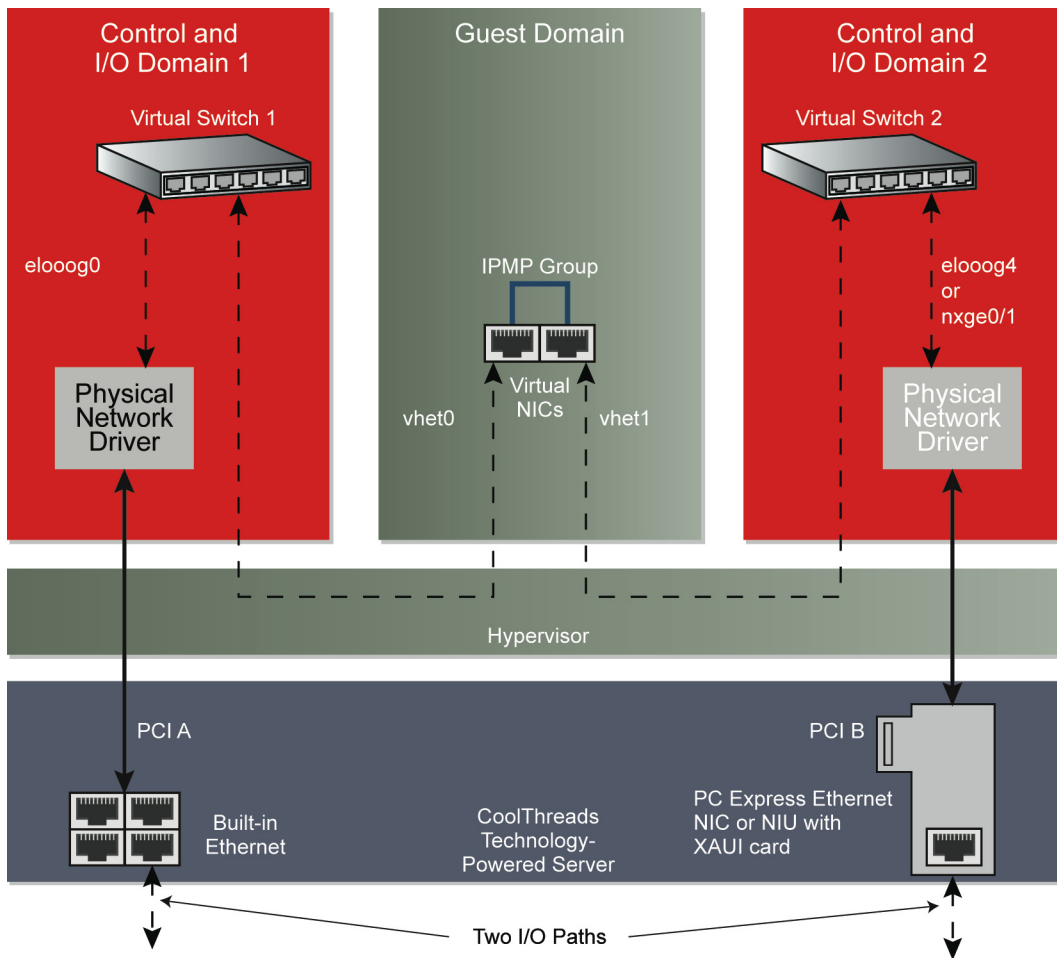 Control and
I/O Domain 1
Guest Domain
Control and
I/O Domain 2
Virtual Switch 1
Virtual Switch 2
elooog0
IPMP Group
elooog4
or
nxge0/1
Physical
Network
Driver
Virtual
NICs
vhet0
vhet1
Physical
Network
Driver
Hypervisor
PCI A
PCI B
Built-in
Ethernet
CoolThreads
Technology-
Powered Server
PC Express Ethernet
NIC or NIU with
XAUI card
Two I/O Paths